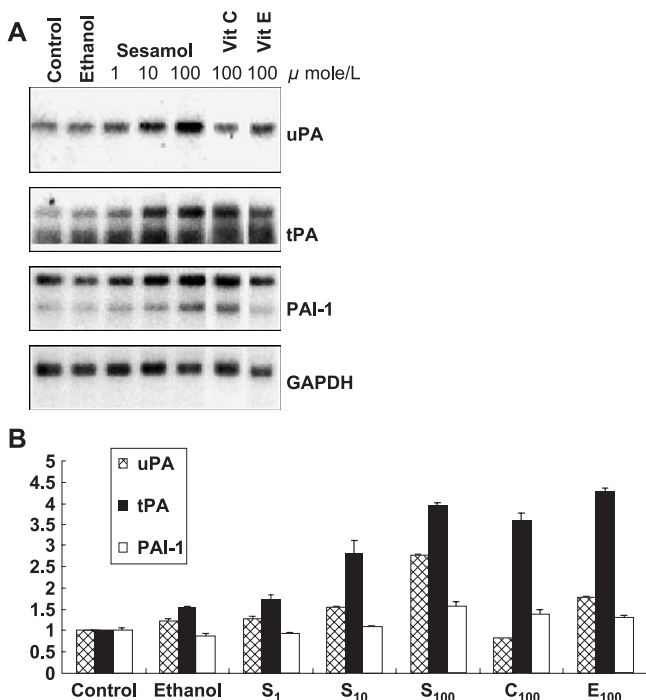 A
Control Ethanol Sesamol Vit C Vit E
1 10 100 100 100 µ mole/L
uPA
tPA
PAI-1
GAPDH
B
5
4.5
4
3.5
3
2.5
2
1.5
1
0.5
0
uPA
tPA
PAI-1
Control Ethanol S1 S10 S100 C100 E100